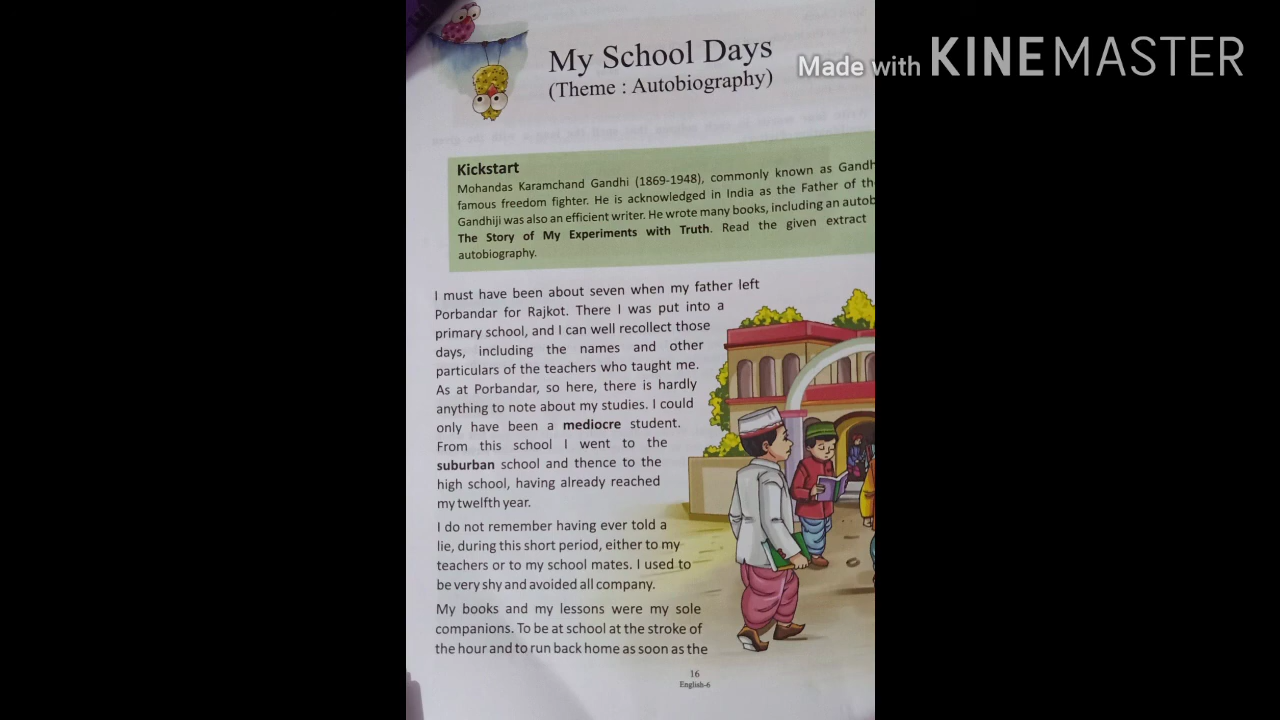 My School Days
(Theme : Autobiography)
Made with KINEMASTER
Kickstart
Mohandas Karamchand Gandhi (1869-1948), commonly known as
famous freedom fighter. He is acknowledged in India as the Father of
Gandhiji was also an efficient writer. He wrote many books, including an
The Story of My Experiments with Truth. Read the given extract
autobiography.
I must have been about seven when my father left
Porbandar for Rajkot. There I was put into a
primary school, and I can well recollect those
days, including the names and other
particulars of the teachers who taught me.
As at Porbandar, so here, there is hardly
anything to note about my studies. I could
only have been a mediocre student.
From this school I went to the
suburban school and thence to the
high school, having already reached
my twelfth year.
I do not remember having ever told a
lie, during this short period, either to my
teachers or to my school mates. I used to
be very shy and avoided all company.
My books and my lessons were my sole
companions. To be at school at the stroke of
the hour and to run back home as soon as the
16
English-6